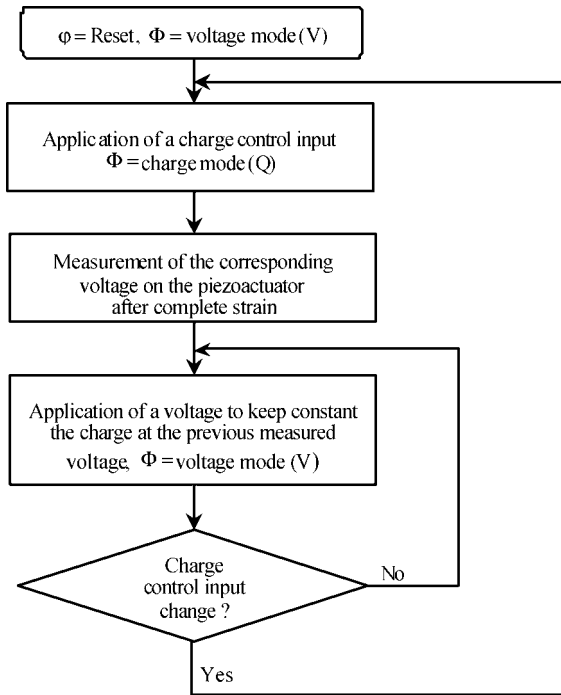 φ = Reset, Φ = voltage mode (V)
Application of a charge control input
Φ = charge mode (Q)
Measurement of the corresponding
voltage on the piezoactuator
after complete strain
Application of a voltage to keep constant
the charge at the previous measured
voltage, Φ = voltage mode (V)
Charge
control input
change ?
No
Yes